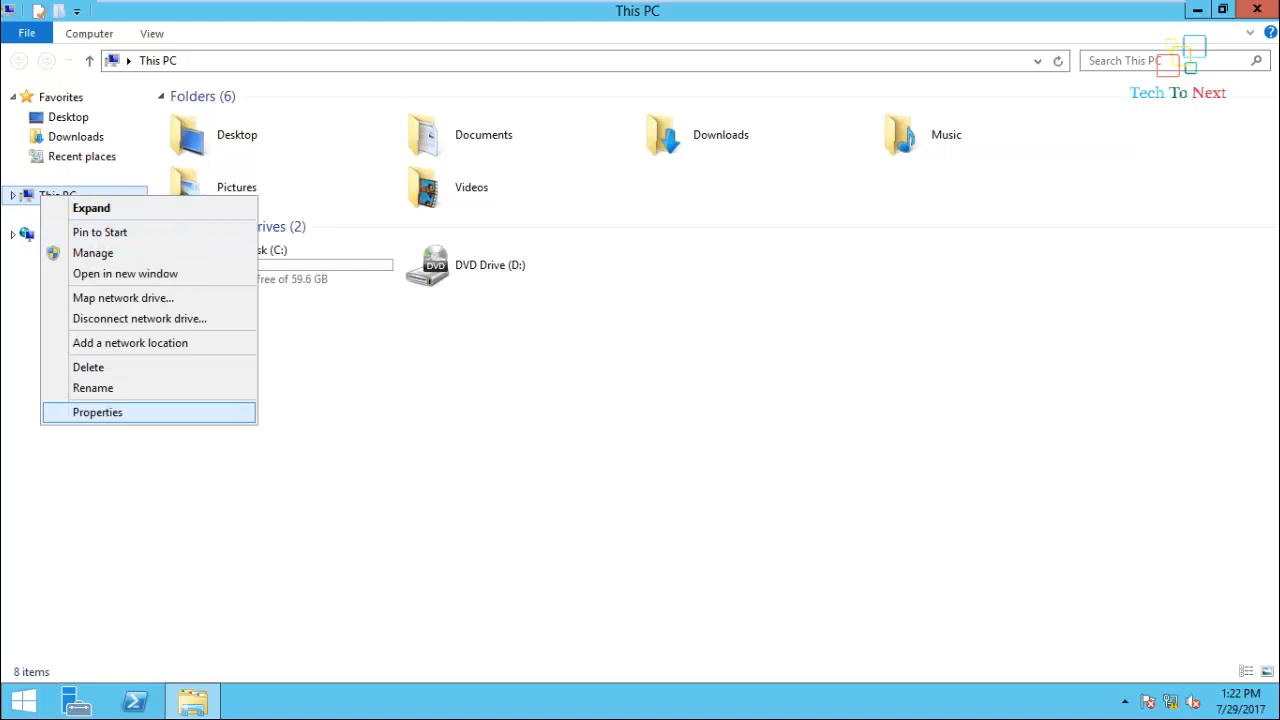 This PC
File
Computer
View
This PC
Search This PC
Tech To Next
Favorites
Desktop
Downloads
Recent places
This PC
Folders (6)
Desktop
Documents
Downloads
Music
Pictures
Videos
rives (2)
sk (C:)
free of 59.6 GB
DVD
DVD Drive (D:)
Expand
Pin to Start
Manage
Open in new window
Map network drive...
Disconnect network drive...
Add a network location
Delete
Rename
Properties
8 items
1:22 PM
7/29/2017